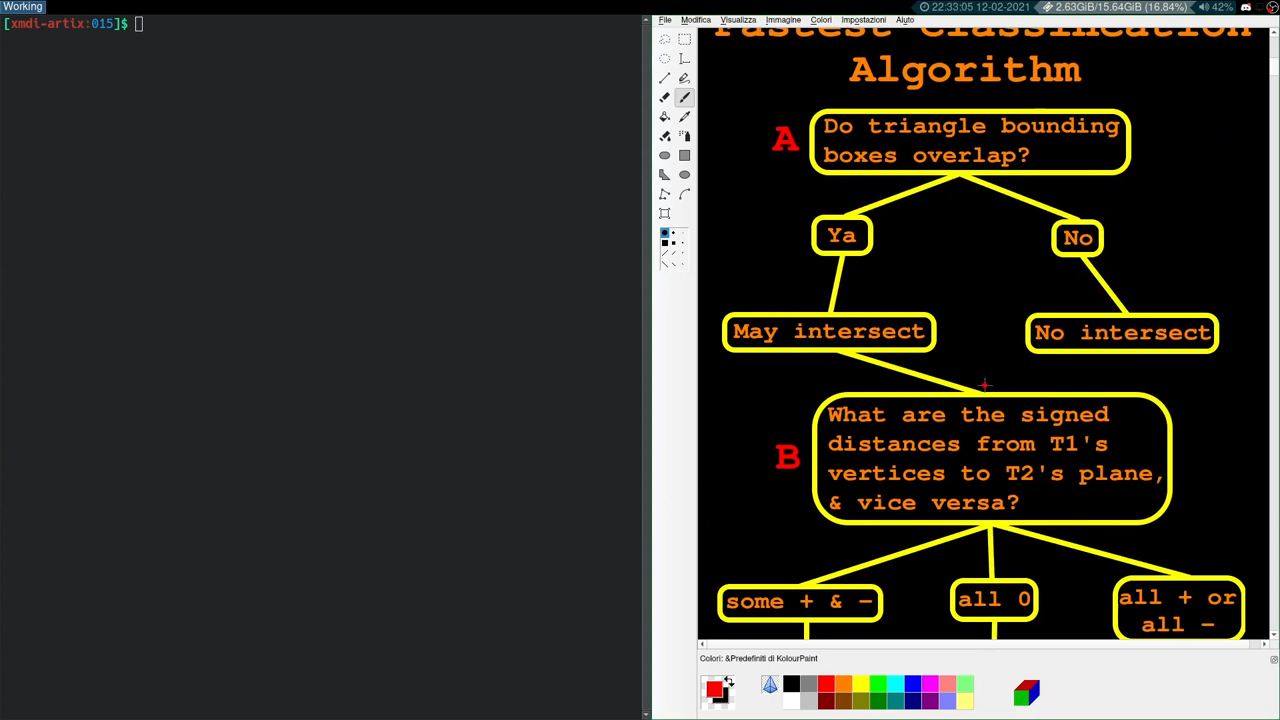 Working
22:33:05 12-02-2021
2.63GiB/15.64GiB (16.84%)
42%
[xmdi-artix:015]$
File Modifica Visualizza Immagine Colori Impostazioni Aiuto
Fastest Classification
Algorithm
A
Do triangle bounding
boxes overlap?
Ya
No
May intersect
No intersect
B
What are the signed
distances from T1's
vertices to T2's plane,
& vice versa?
some + & -
all 0
all + or
all -
Colori: &Predefiniti di KolourPaint